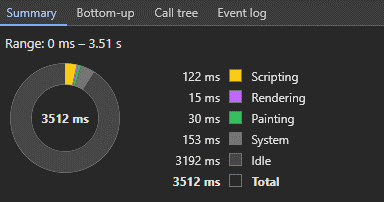 Summary Bottom-up Call tree Event log
Range: 0 ms – 3.51 s
3512 ms
122 ms Scripting
15 ms Rendering
30 ms Painting
153 ms System
3192 ms Idle
3512 ms Total